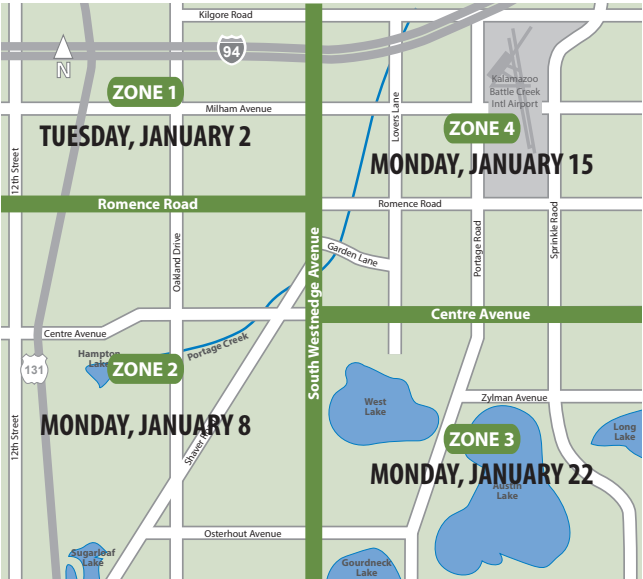 Kilgore Road
94
N
Kalamazoo
Battle Creek
Intl Airport
ZONE 1
Milham Avenue
Lovers Lane
ZONE 4
TUESDAY, JANUARY 2
MONDAY, JANUARY 15
12th Street
Romence Road
Romence Road
Sprinkle Raod
Portage Road
Oakland Drive
Garden Lane
South Westnedge Avenue
Centre Avenue
Centre Avenue
Portage Creek
Hampton
Lake
131
ZONE 2
Zylman Avenue
West
Lake
12th Street
MONDAY, JANUARY 8
Shaver Road
ZONE 3
Long
Lake
MONDAY, JANUARY 22
Austin
Lake
Osterhout Avenue
Sugarloaf
Lake
Gourdneck
Lake